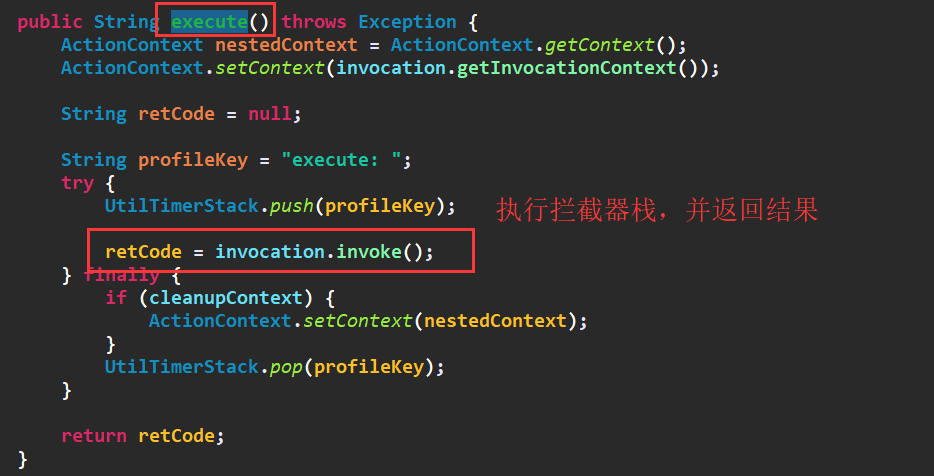 public String execute() throws Exception {
ActionContext nestedContext = ActionContext.getContext();
ActionContext.setContext(invocation.getInvocationContext());
String retCode = null;
String profileKey = "execute: ";
try {
UtilTimerStack.push(profileKey); 执行拦截器栈，并返回结果
retCode = invocation.invoke();
} finally {
if (cleanupContext) {
ActionContext.setContext(nestedContext);
}
UtilTimerStack.pop(profileKey);
}
return retCode;
}